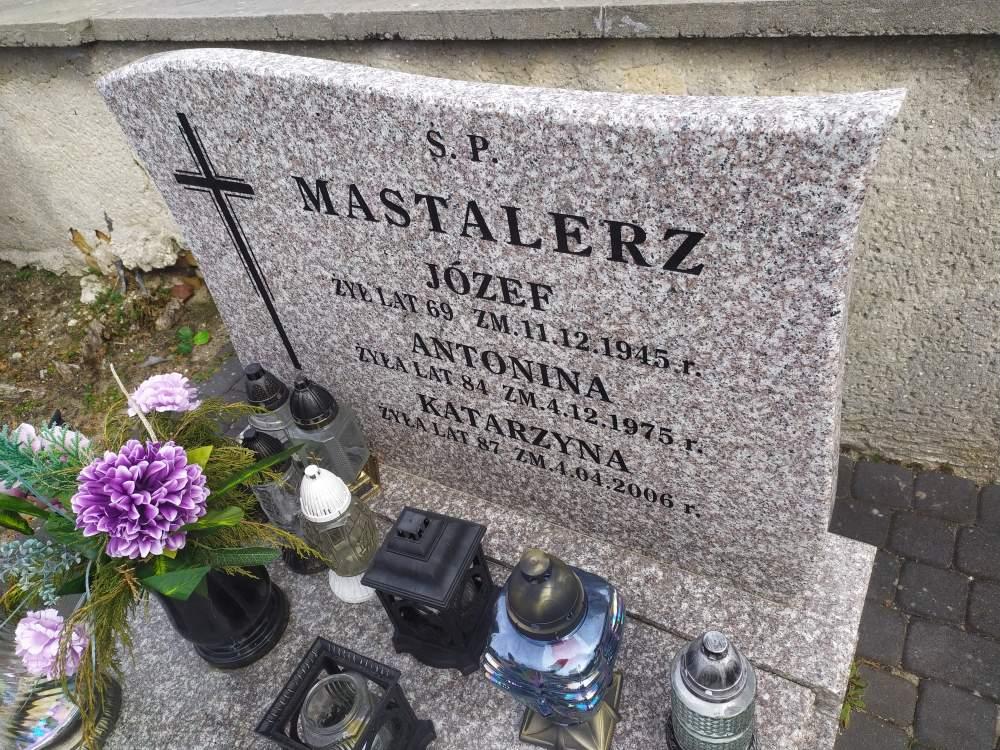 Ś. P.
MASTALERZ
JÓZEF
ŻYŁ LAT 69 ZM.11.12.1945 r.
ANTONINA
ŻYŁA LAT 84 ZM.4.12.1975 r.
KATARZYNA
ŻYŁA LAT 87 ZM.4.04.2006 r.